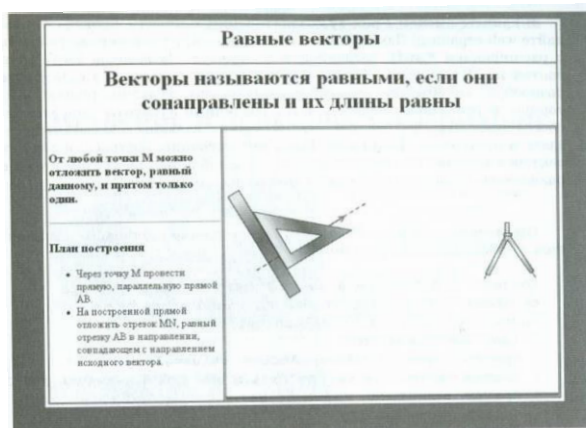 Равные векторы
Векторы называются равными, если они
сонаправлены и их длины равны
От любой точки М можно
отложить вектор, равный
данному, и притом только
один.
План построения
• Через точку М провести
прямую, параллельную прямой
АВ.
• На построенной прямой
отложить отрезок MN, равный
отрезку АВ в направлении,
совпадающем с направлением
исходного вектора.